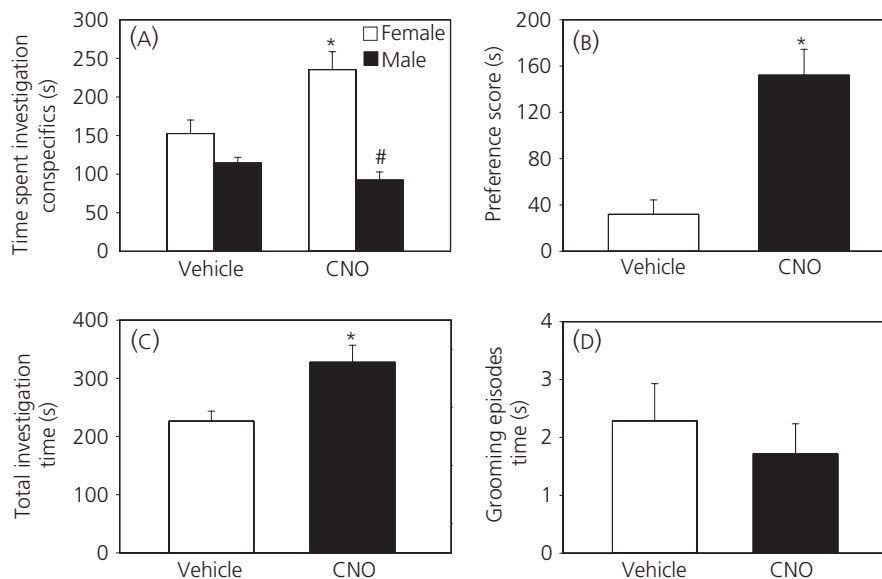 (A)
Female
Male
Time spent investigation
conspecifics (s)
300
250
200
150
100
50
0
*
#
Vehicle CNO
(B)
Preference score (s)
200
160
120
80
40
0
*
Vehicle CNO
(C)
Total investigation
time (s)
400
300
200
100
0
*
Vehicle CNO
(D)
Grooming episodes
time (s)
4
3
2
1
0
Vehicle CNO